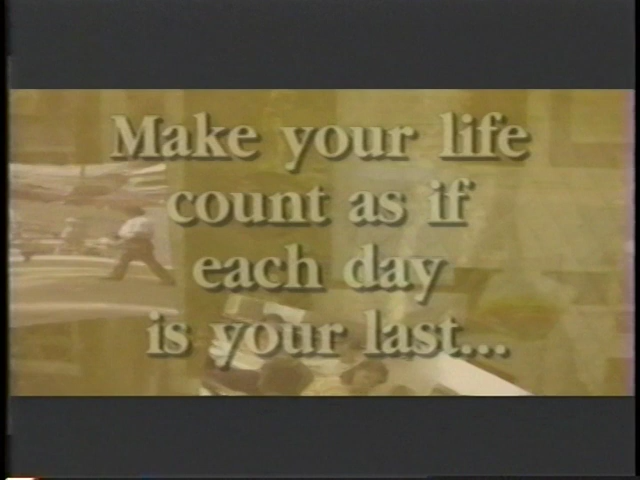 Make your life
count as if
each day
is your last...